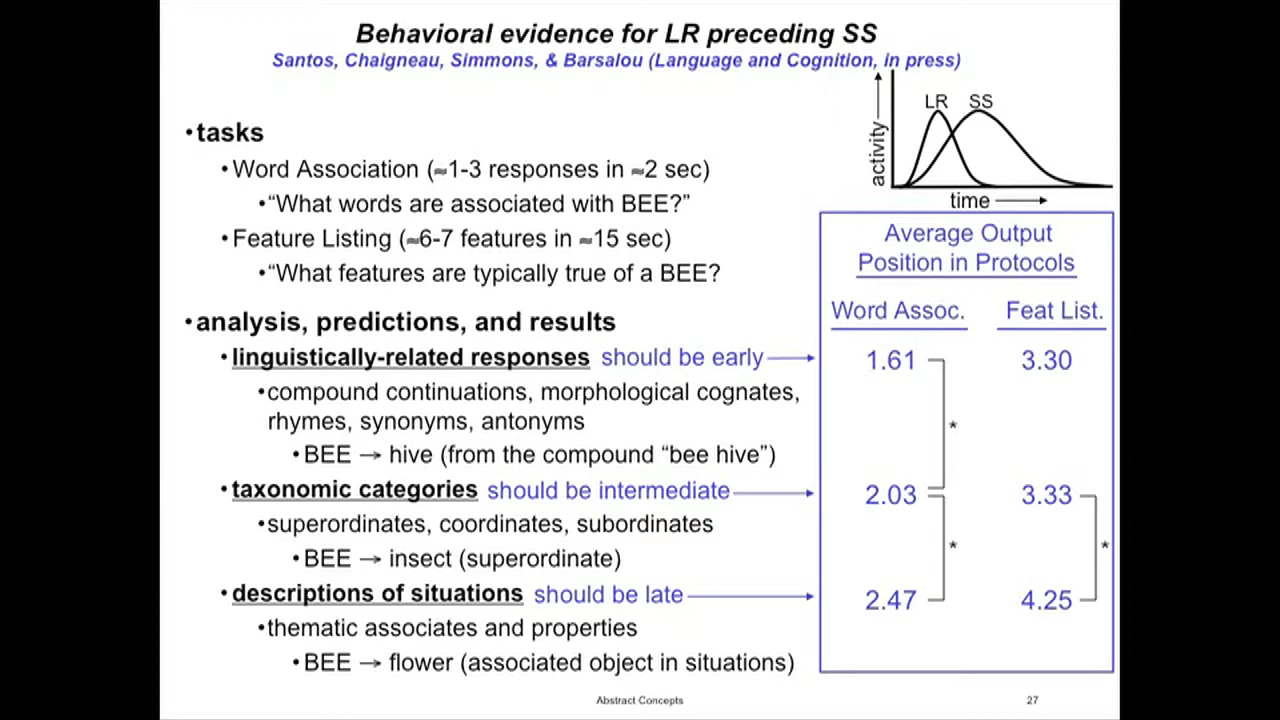 Behavioral evidence for LR preceding SS
Santos, Chaigneau, Simmons, & Barsalou (Language and Cognition, in press)
activity
LR SS
time
•tasks
•Word Association (≈1-3 responses in ≈2 sec)
•“What words are associated with BEE?”
•Feature Listing (≈6-7 features in ≈15 sec)
•“What features are typically true of a BEE?
•analysis, predictions, and results
•linguistically-related responses should be early
•compound continuations, morphological cognates,
rhymes, synonyms, antonyms
•BEE → hive (from the compound “bee hive”)
•taxonomic categories should be intermediate
•superordinates, coordinates, subordinates
•BEE → insect (superordinate)
•descriptions of situations should be late
•thematic associates and properties
•BEE → flower (associated object in situations)
Average Output
Position in Protocols
Word Assoc. Feat List.
1.61 3.30
*
2.03 3.33
* *
2.47 4.25
Abstract Concepts 27